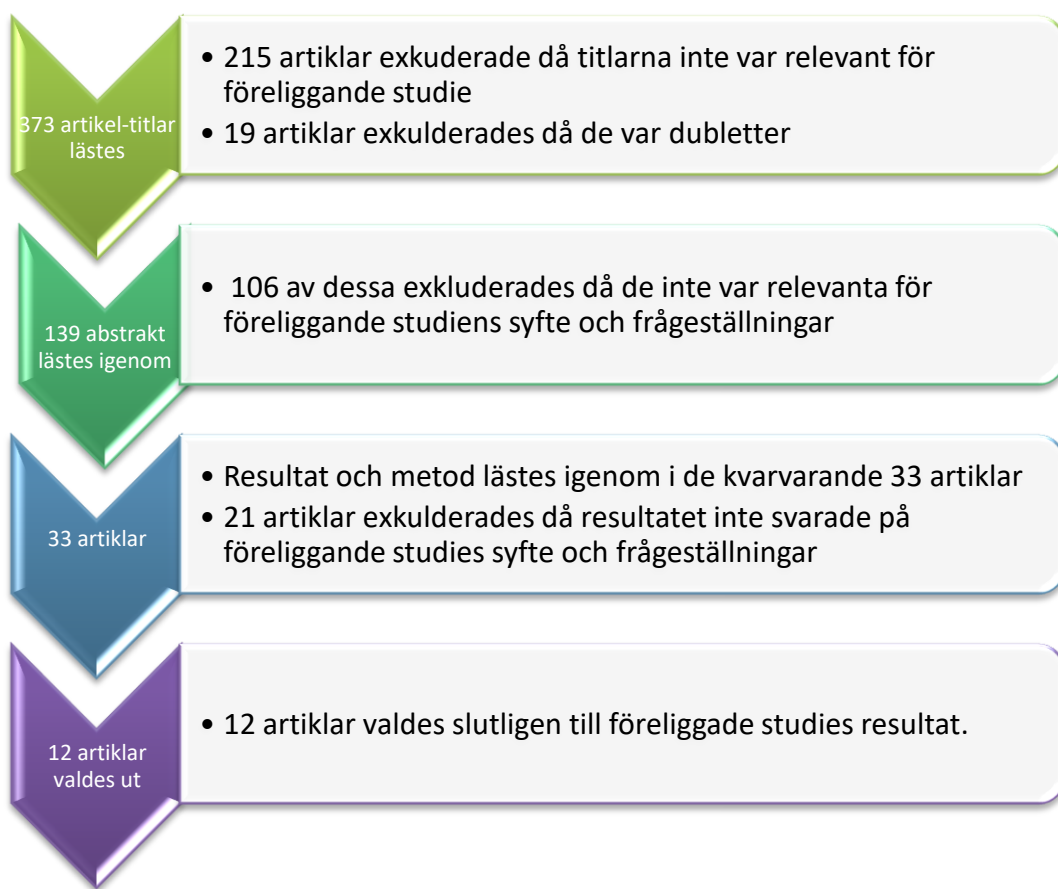 373 artikel-titlar
lästes
• 215 artiklar exkuderade då titlarna inte var relevant för
föreliggande studie
• 19 artiklar exkulderades då de var dubletter
139 abstrakt
lästes igenom
• 106 av dessa exkluderades då de inte var relevanta för
föreliggande studiens syfte och frågeställningar
33 artiklar
• Resultat och metod lästes igenom i de kvarvarande 33 artiklar
• 21 artiklar exkulderades då resultatet inte svarade på
föreliggande studies syfte och frågeställningar
12 artiklar
valdes ut
• 12 artiklar valdes slutligen till föreliggade studies resultat.